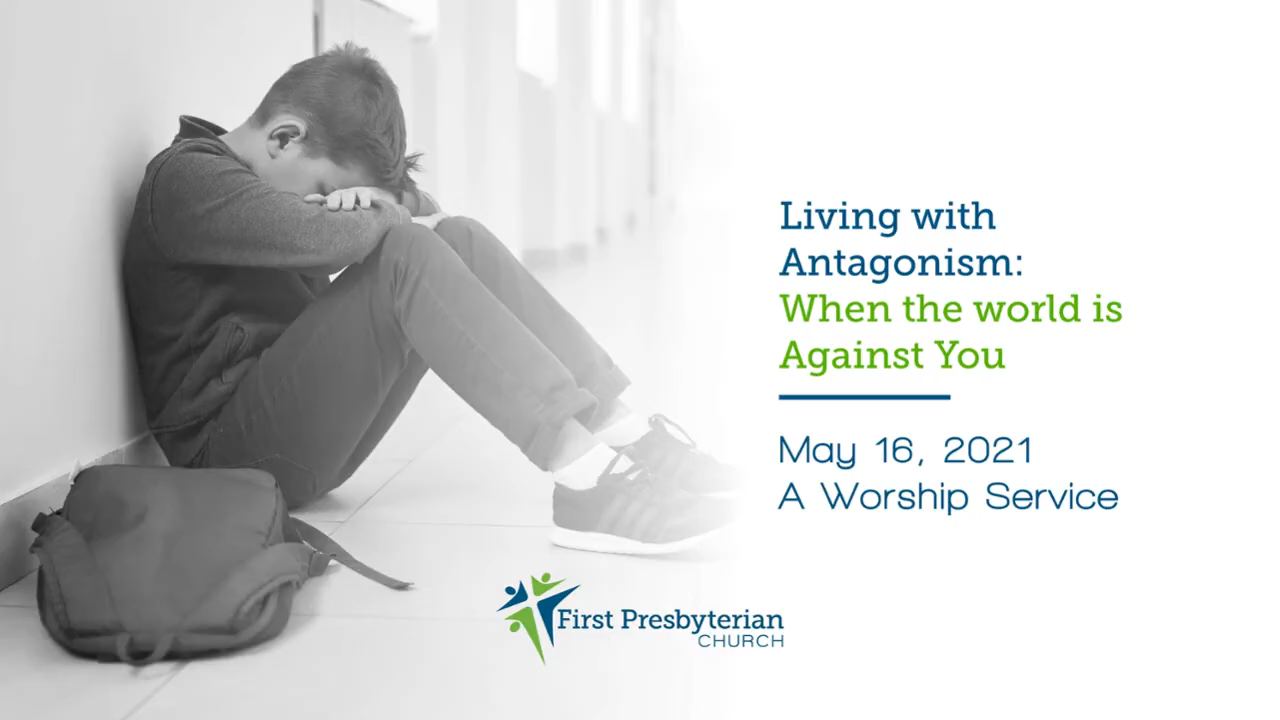 Living with
Antagonism:
When the world is
Against You
May 16, 2021
A Worship Service
First Presbyterian
CHURCH